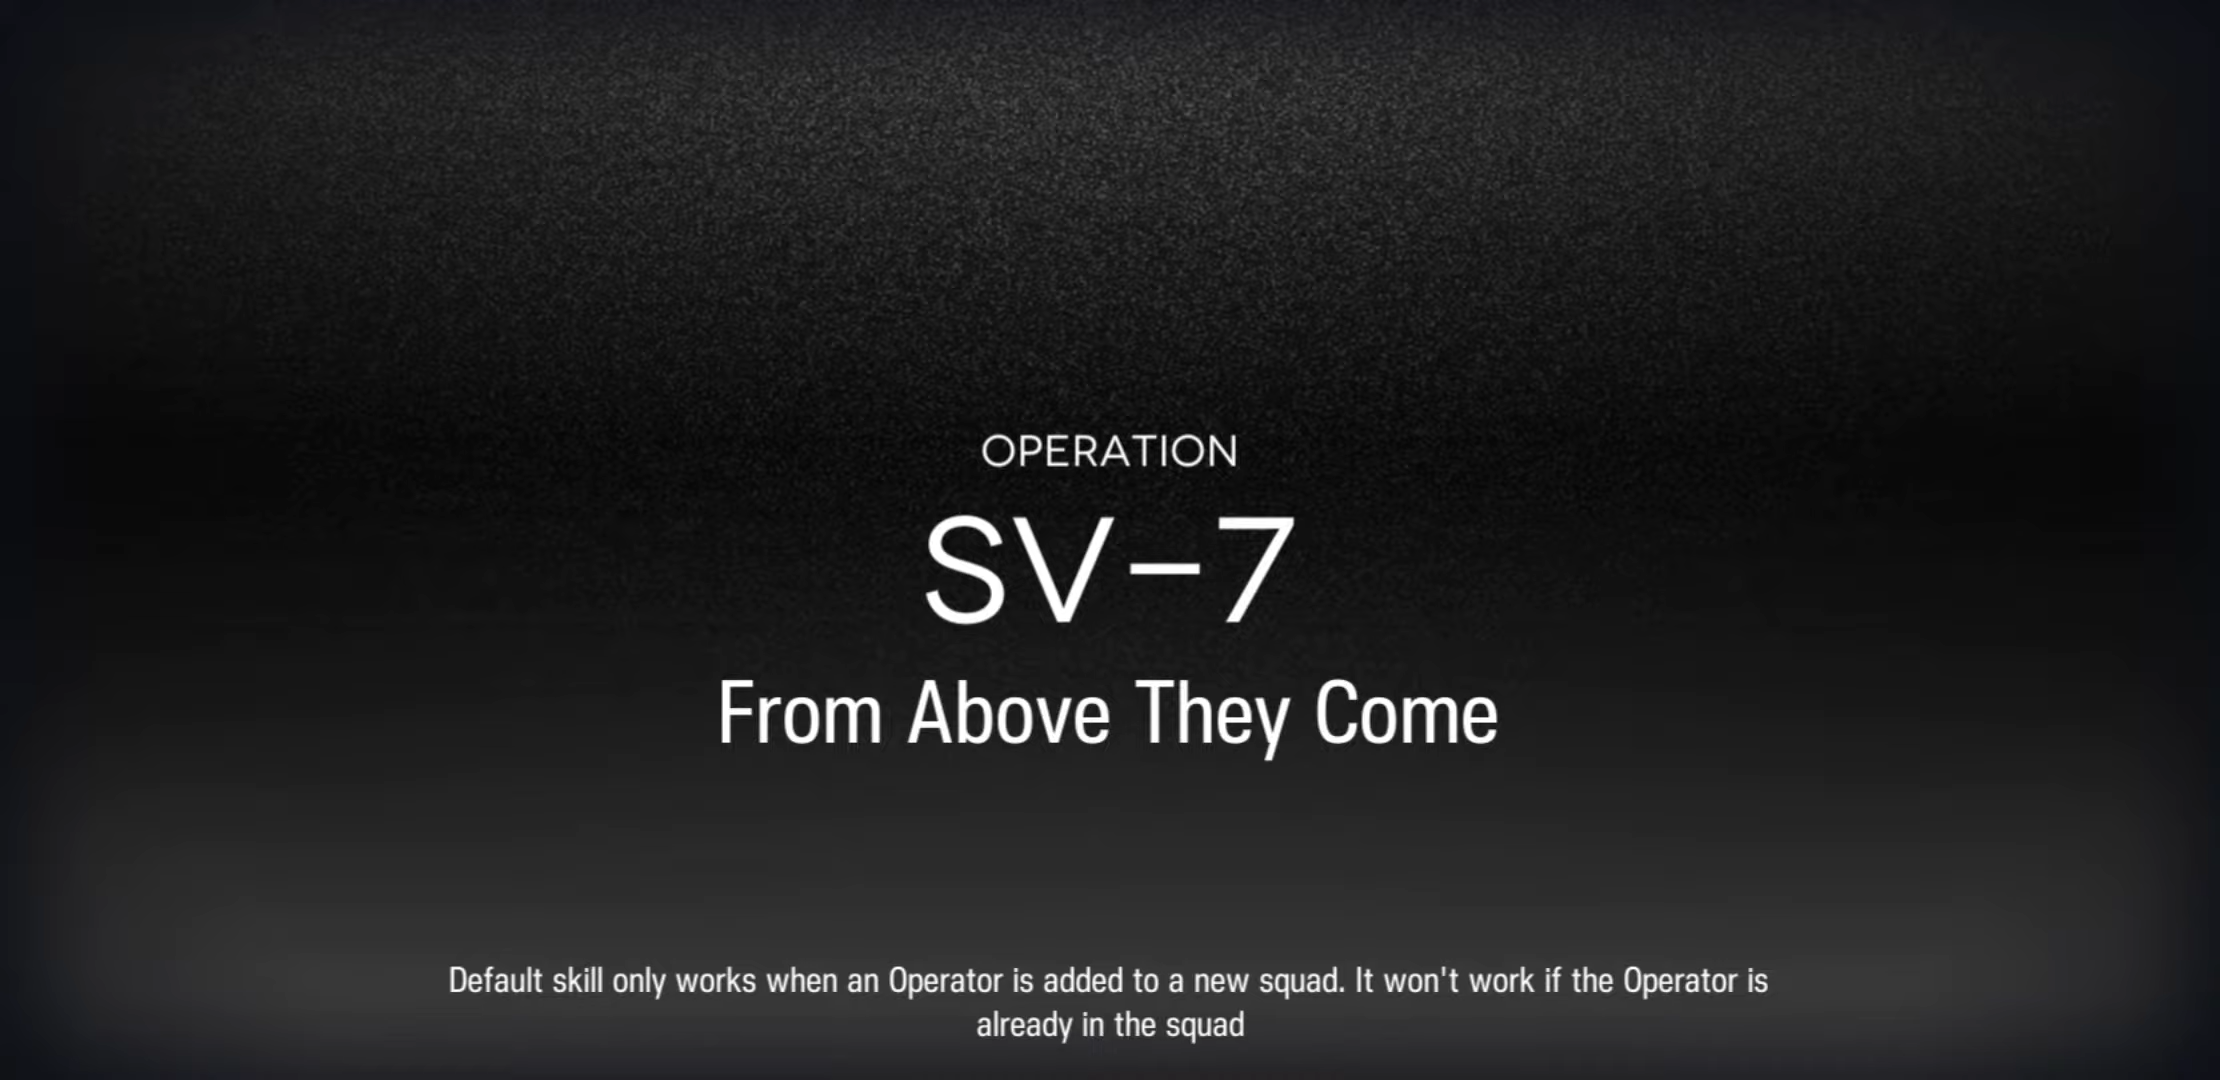 OPERATION
SV-7
From Above They Come
Default skill only works when an Operator is added to a new squad. It won't work if the Operator is
already in the squad